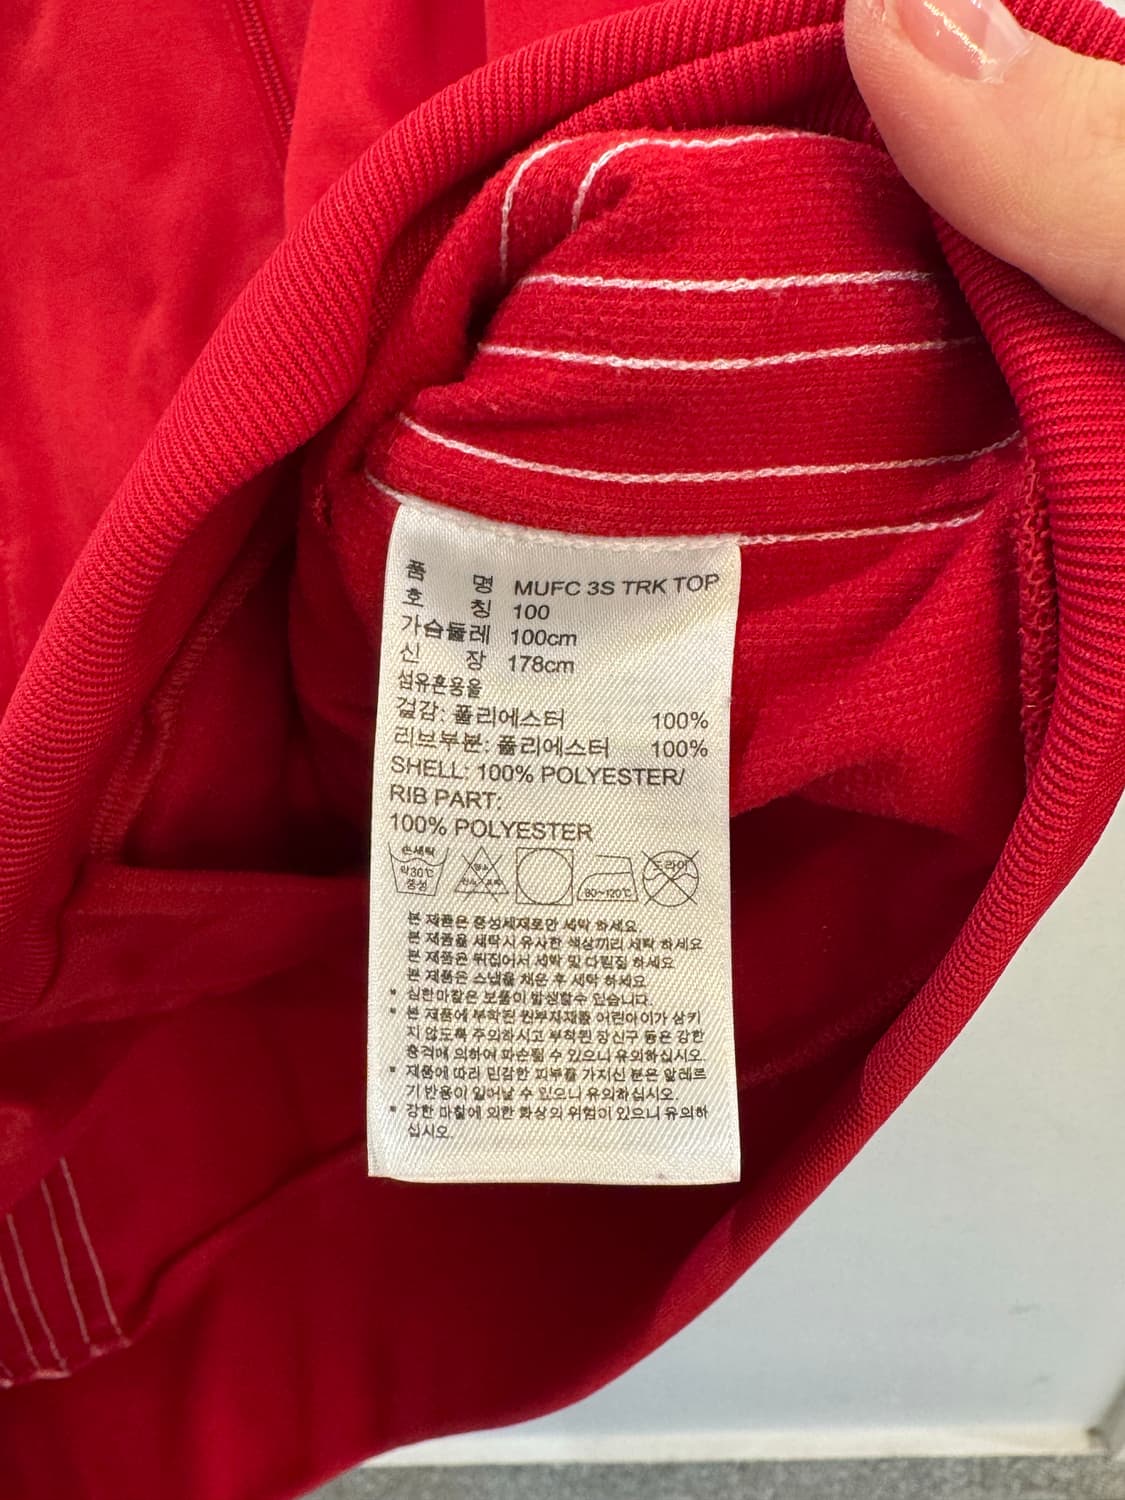 품 명 MUFC 3S TRK TOP
호 칭 100
가슴둘레 100cm
신 장 178cm
섬유혼용율
겉감: 폴리에스터 100%
리브부분: 폴리에스터 100%
SHELL: 100% POLYESTER/
RIB PART:
100% POLYESTER
손세탁 약30℃ 중성 염소 산소표백 80~120℃ 드라이
본 제품은 중성세제로만 세탁 하세요
본 제품을 세탁시 유사한 색상끼리 세탁 하세요
본 제품은 뒤집어서 세탁 및 다림질 하세요
본 제품은 스냅을 채운 후 세탁 하세요
* 심한마찰은 보풀이 발생할수 있습니다.
* 본 제품에 부착된 원부자재를 어린아이가 삼키
지 않도록 주의하시고 부착된 장신구 등은 강한
충격에 의하여 파손될 수 있으니 유의하십시오.
* 제품에 따라 민감한 피부를 가지신 분은 알레르
기 반응이 일어날 수 있으니 유의하십시오.
* 강한 마찰에 의한 화상의 위험이 있으니 유의하
십시오.